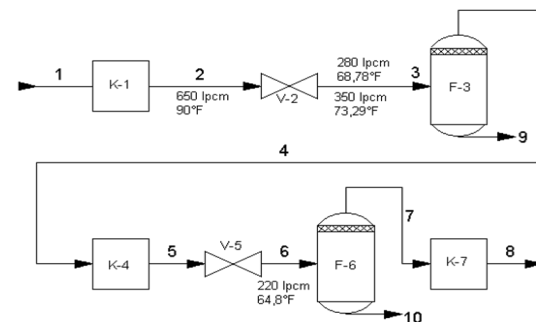 1
K-1
2
650 lpcm
90°F
V-2
280 lpcm
68,78°F
350 lpcm
73,29°F
3
F-3
9
4
K-4
5
V-5
6
220 lpcm
64,8°F
F-6
7
K-7
8
10